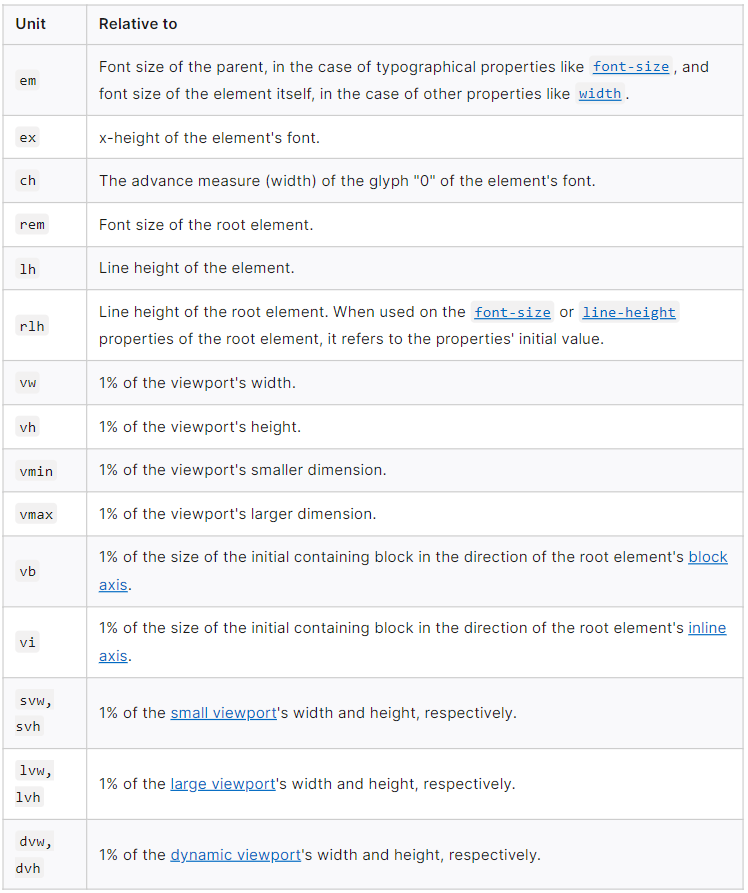 Unit Relative to
em Font size of the parent, in the case of typographical properties like font-size , and
font size of the element itself, in the case of other properties like width .
ex x-height of the element's font.
ch The advance measure (width) of the glyph "0" of the element's font.
rem Font size of the root element.
lh Line height of the element.
rlh Line height of the root element. When used on the font-size or line-height
properties of the root element, it refers to the properties' initial value.
vw 1% of the viewport's width.
vh 1% of the viewport's height.
vmin 1% of the viewport's smaller dimension.
vmax 1% of the viewport's larger dimension.
vb 1% of the size of the initial containing block in the direction of the root element's block
axis.
vi 1% of the size of the initial containing block in the direction of the root element's inline
axis.
svw,
svh 1% of the small viewport's width and height, respectively.
lvw,
lvh 1% of the large viewport's width and height, respectively.
dvw,
dvh 1% of the dynamic viewport's width and height, respectively.